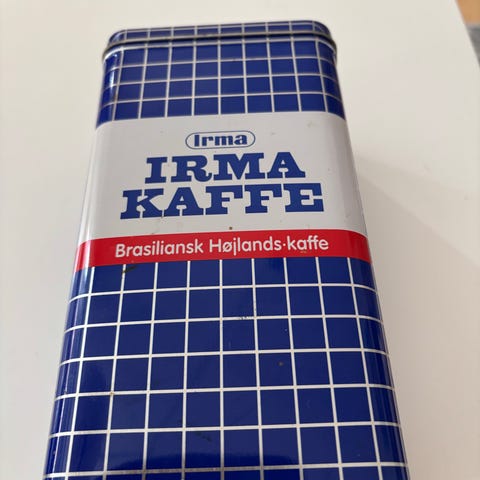 Irma
IRMA
KAFFE
Brasiliansk Højlands-kaffe